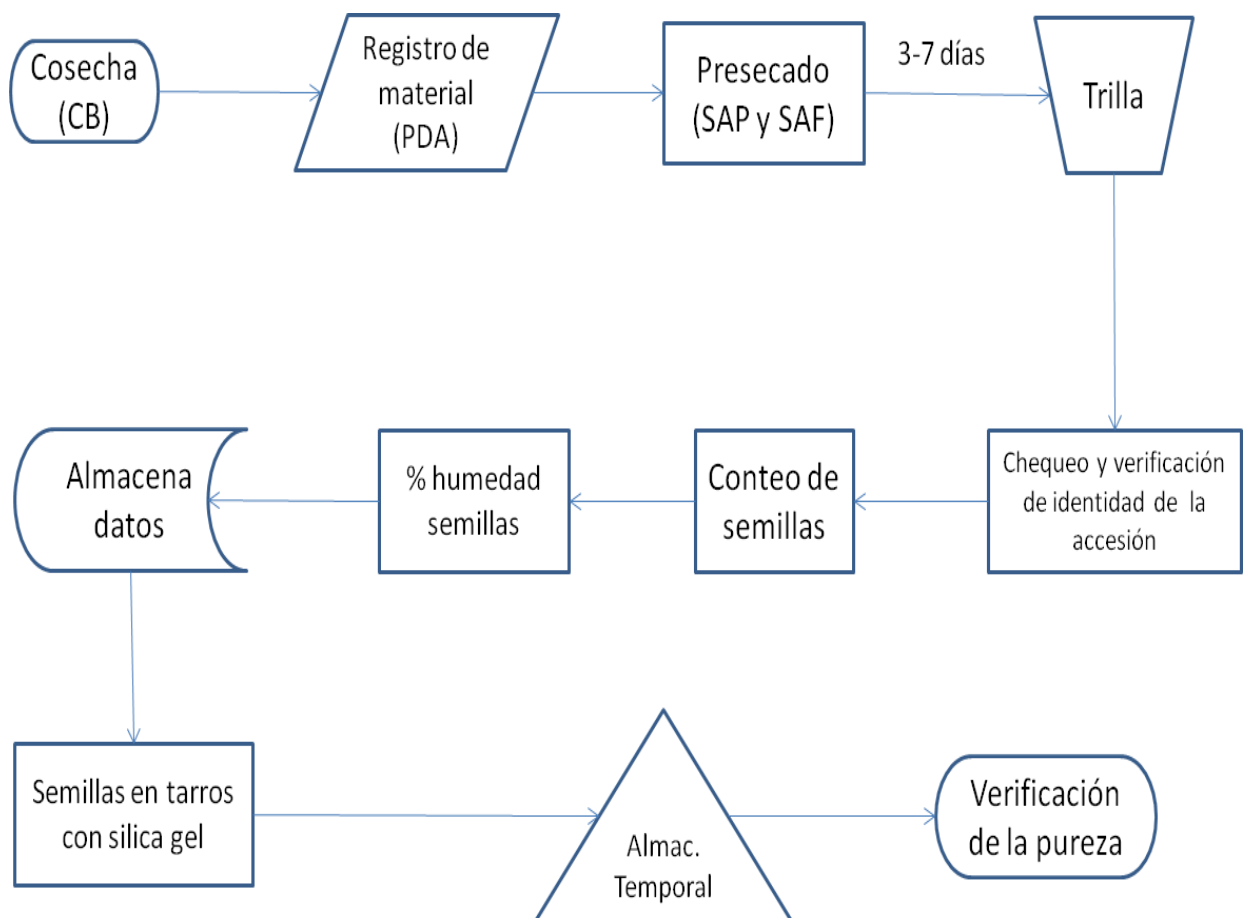 Cosecha
(CB)
Registro de
material
(PDA)
Presecado
(SAP y SAF)
3-7 días
Trilla
Chequeo y verificación
de identidad de la
accesión
Conteo de
semillas
% humedad
semillas
Almacena
datos
Semillas en tarros
con silica gel
Almac.
Temporal
Verificación
de la pureza